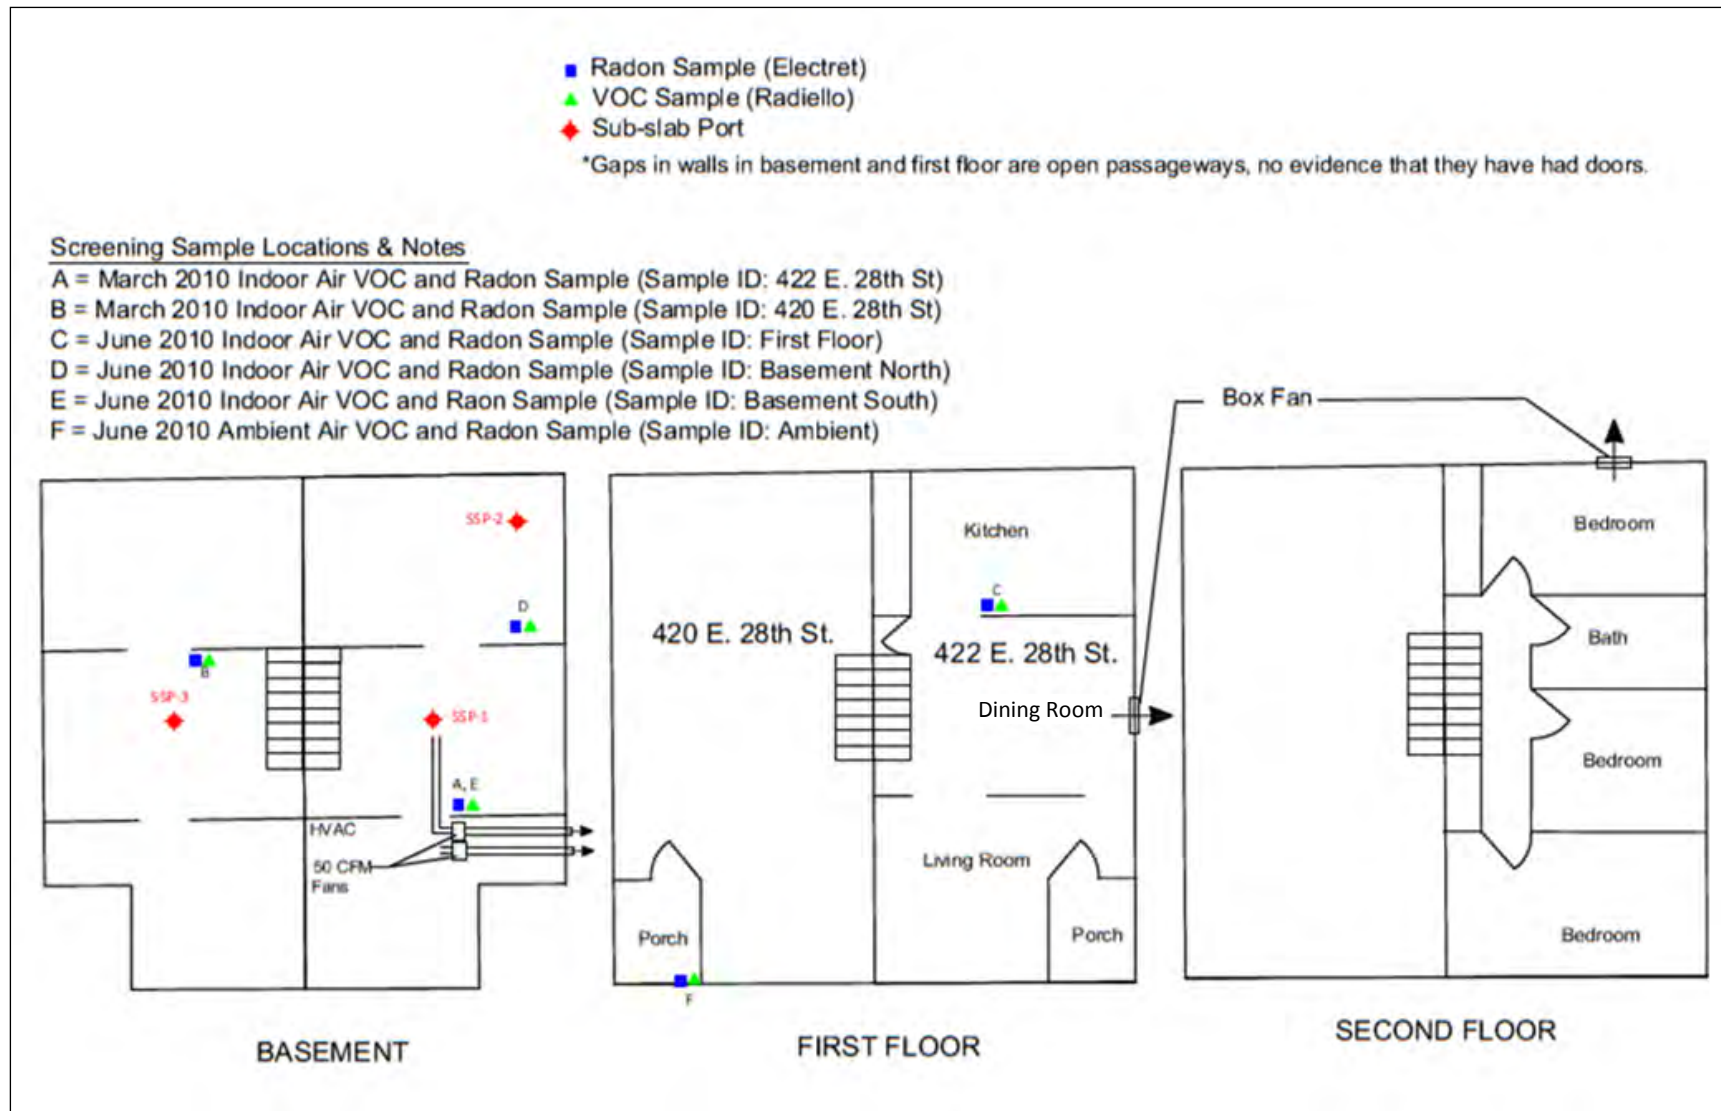 Radon Sample (Electret)
VOC Sample (Radiello)
Sub-slab Port
*Gaps in walls in basement and first floor are open passageways, no evidence that they have had doors.
Screening Sample Locations & Notes
A = March 2010 Indoor Air VOC and Radon Sample (Sample ID: 422 E. 28th St)
B = March 2010 Indoor Air VOC and Radon Sample (Sample ID: 420 E. 28th St)
C = June 2010 Indoor Air VOC and Radon Sample (Sample ID: First Floor)
D = June 2010 Indoor Air VOC and Radon Sample (Sample ID: Basement North)
E = June 2010 Indoor Air VOC and Raon Sample (Sample ID: Basement South)
F = June 2010 Ambient Air VOC and Radon Sample (Sample ID: Ambient)
Box Fan
SSP-2
D
B
SSP-3
SSP-1
A, E
HVAC
50 CFM
Fans
BASEMENT
Kitchen
C
420 E. 28th St.
422 E. 28th St.
Dining Room
Living Room
Porch
Porch
F
FIRST FLOOR
Bedroom
Bath
Bedroom
Bedroom
SECOND FLOOR